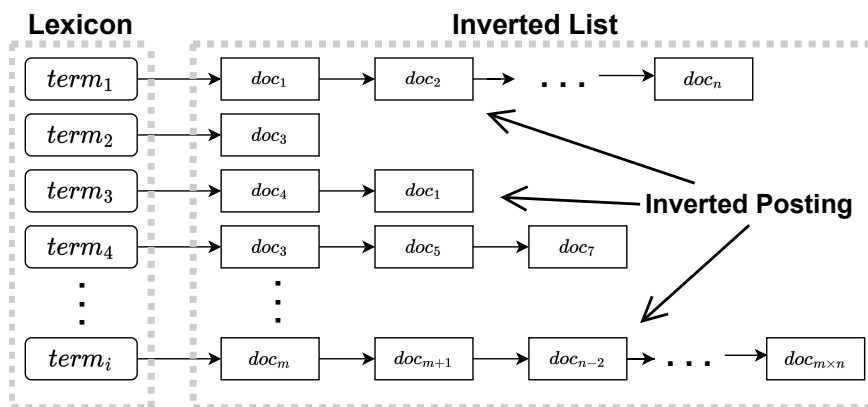 Lexicon Inverted List
term₁ doc₁ doc₂ ... docₙ
term₂ doc₃
term₃ doc₄ doc₁
Inverted Posting
term₄ doc₃ doc₅ doc₇
termᵢ docₘ docₘ₊₁ docₙ₋₂ ... docₘ×ₙ